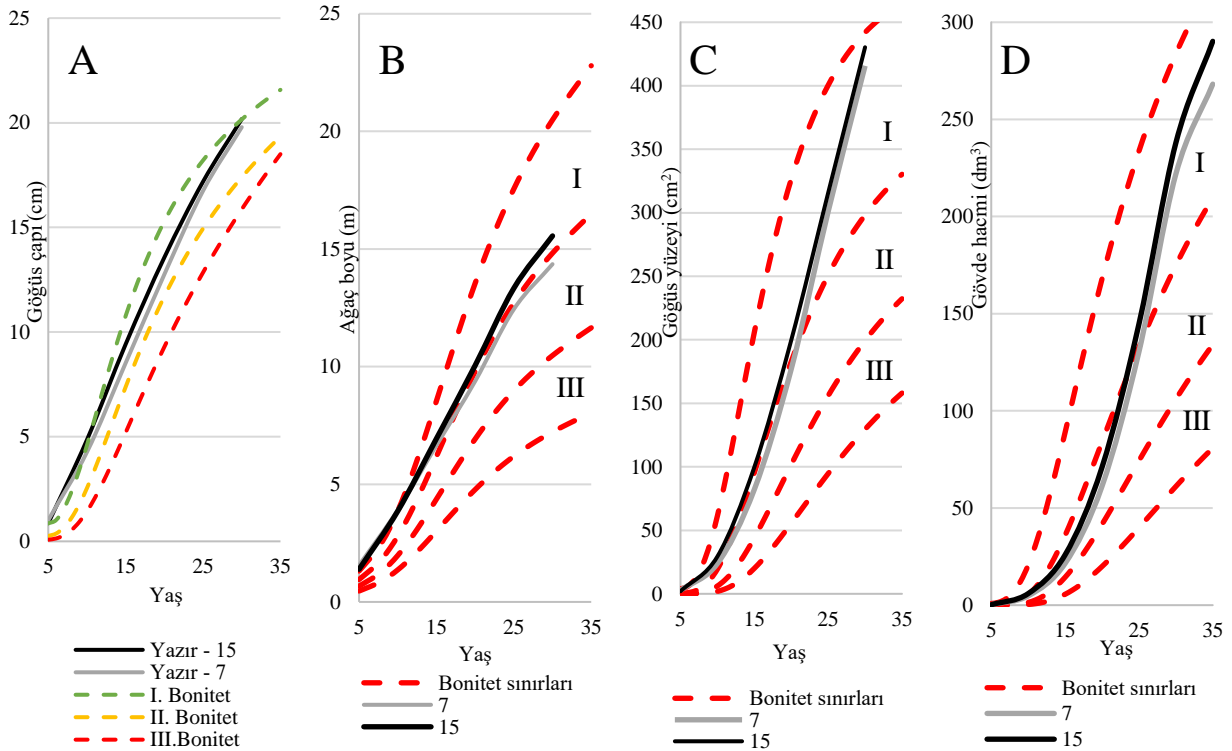 A
Göğüs çapı (cm)
25
20
15
10
5
0
5 15 25 35
Yaş
Yazır - 15
Yazır - 7
I. Bonitet
II. Bonitet
III.Bonitet
B
Ağaç boyu (m)
25
20
15
10
5
0
I
II
III
5 15 25 35
Yaş
Bonitet sınırları
7
15
C
Göğüs yüzeyi (cm²)
450
400
350
300
250
200
150
100
50
0
I
II
III
5 15 25 35
Yaş
Bonitet sınırları
7
15
D
Gövde hacmi (dm³)
300
250
200
150
100
50
0
I
II
III
5 15 25 35
Yaş
Bonitet sınırları
7
15